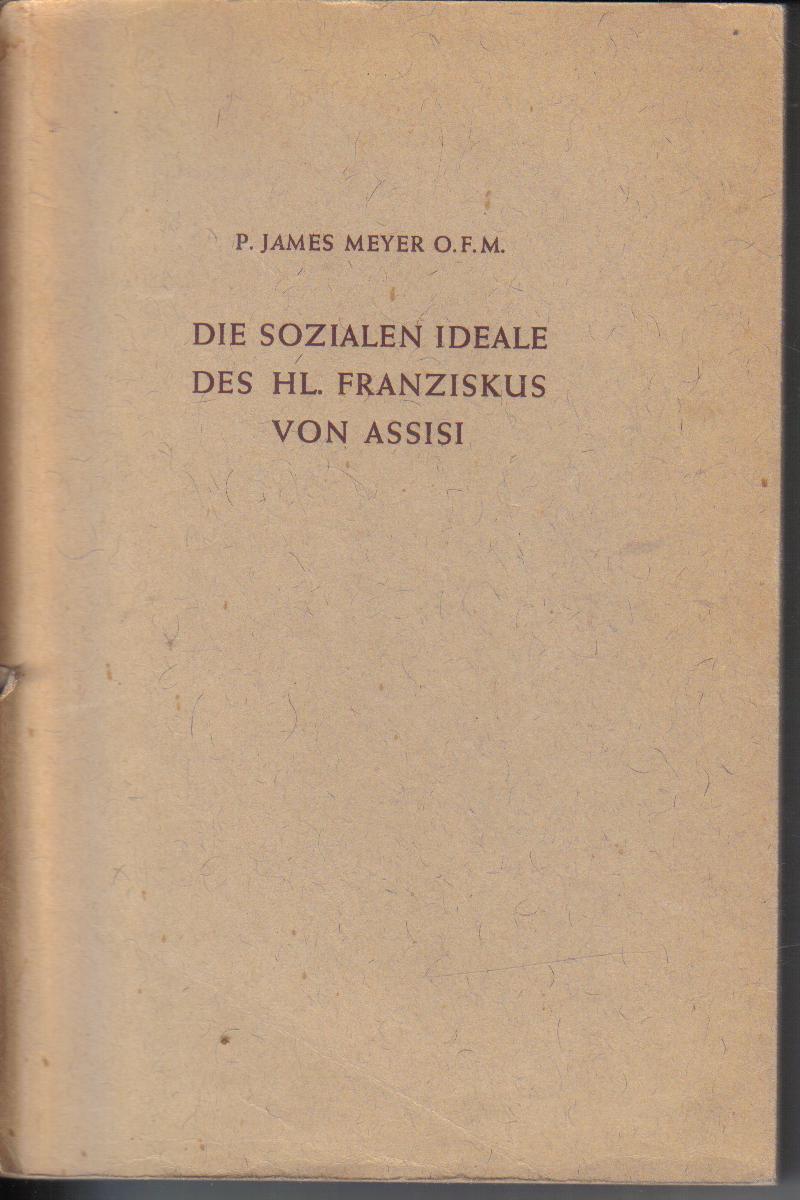 P. JAMES MEYER O.F.M.
DIE SOZIALEN IDEALE
DES HL. FRANZISKUS
VON ASSISI